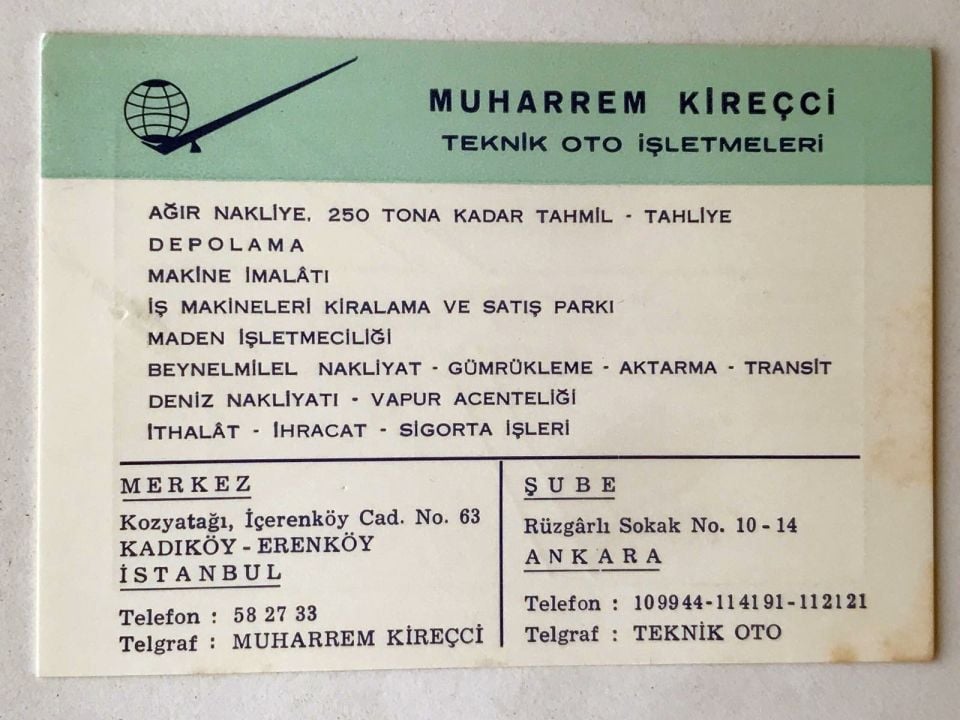 MUHARREM KİREÇCİ
TEKNİK OTO İŞLETMELERİ
AĞIR NAKLİYE, 250 TONA KADAR TAHMİL - TAHLİYE
DEPOLAMA
MAKİNE İMALÂTI
İŞ MAKİNELERİ KİRALAMA VE SATIŞ PARKI
MADEN İŞLETMECİLİĞİ
BEYNELMİLEL NAKLİYAT - GÜMRÜKLEME - AKTARMA - TRANSİT
DENİZ NAKLİYATI - VAPUR ACENTELİĞİ
İTHALÂT - İHRACAT - SİGORTA İŞLERİ
MERKEZ
Kozyatağı, İçerenköy Cad. No. 63
KADIKÖY - ERENKÖY
İSTANBUL
Telefon : 58 27 33
Telgraf : MUHARREM KİREÇCİ
ŞUBE
Rüzgârlı Sokak No. 10 - 14
ANKARA
Telefon : 109944-114191-112121
Telgraf : TEKNİK OTO